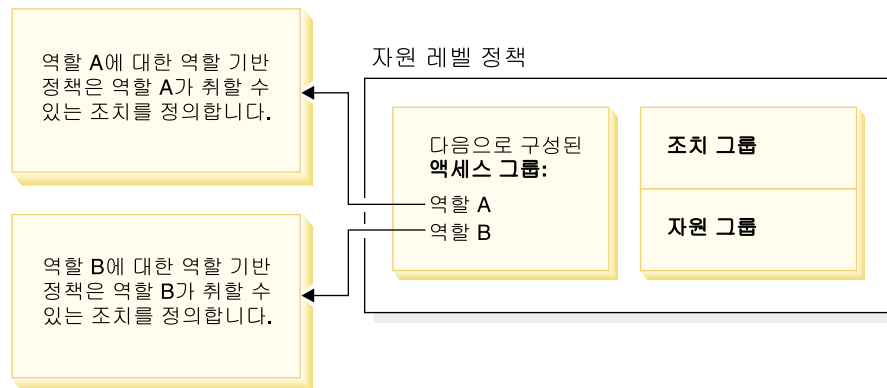 역할 A에 대한 역할 기반
정책은 역할 A가 취할 수
있는 조치를 정의합니다.
역할 B에 대한 역할 기반
정책은 역할 B가 취할 수
있는 조치를 정의합니다.
자원 레벨 정책
다음으로 구성된
액세스 그룹:
역할 A
역할 B
조치 그룹
자원 그룹